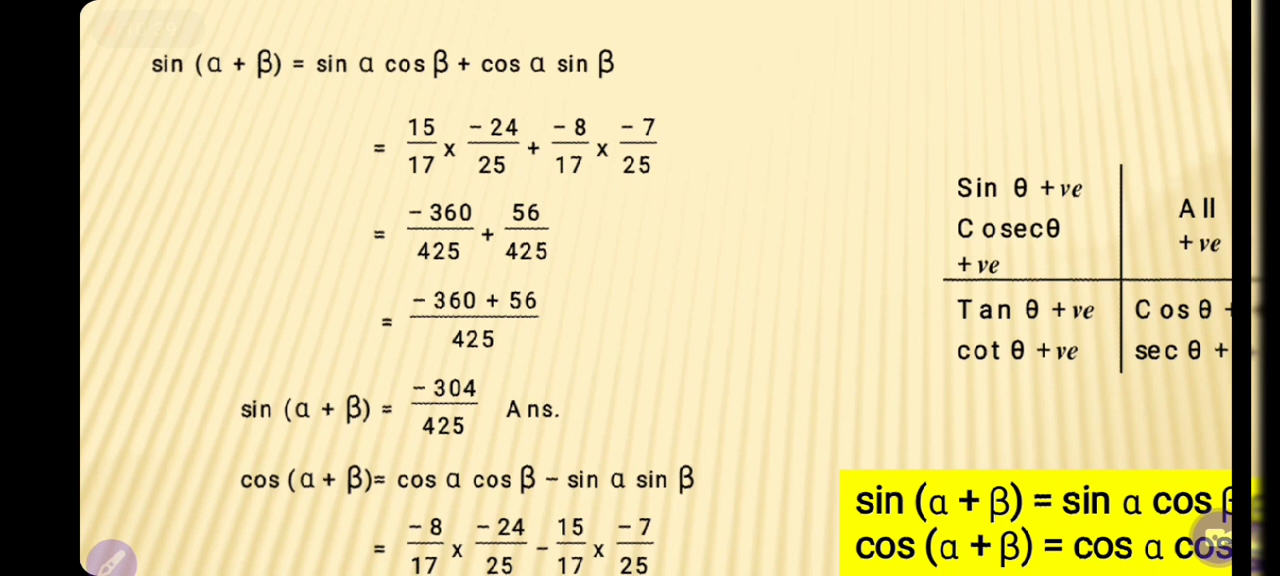 sin (α + β) = sin α cos β + cos α sin β
= 15/17 x - 24/25 + - 8/17 x - 7/25
= - 360/425 + 56/425
= - 360 + 56/425
sin (α + β) = - 304/425 Ans.
cos (α + β)= cos α cos β - sin α sin β
= - 8/17 x - 24/25 - 15/17 x - 7/25
Sin θ +ve
Cosecθ
+ve
All
+ve
Tan θ +ve
cot θ +ve
Cos θ +
sec θ +
sin (α + β) = sin α cos β
cos (α + β) = cos α cos